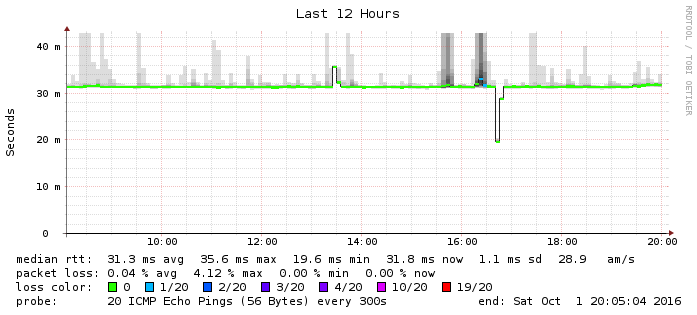 Last 12 Hours
RRDTOOL / TOBI OETIKER
Seconds
40 m
30 m
20 m
10 m
0
10:00 12:00 14:00 16:00 18:00 20:00
median rtt: 31.3 ms avg 35.6 ms max 19.6 ms min 31.8 ms now 1.1 ms sd 28.9 am/s
packet loss: 0.04 % avg 4.12 % max 0.00 % min 0.00 % now
loss color: 0 1/20 2/20 3/20 4/20 10/20 19/20
probe: 20 ICMP Echo Pings (56 Bytes) every 300s end: Sat Oct 1 20:05:04 2016